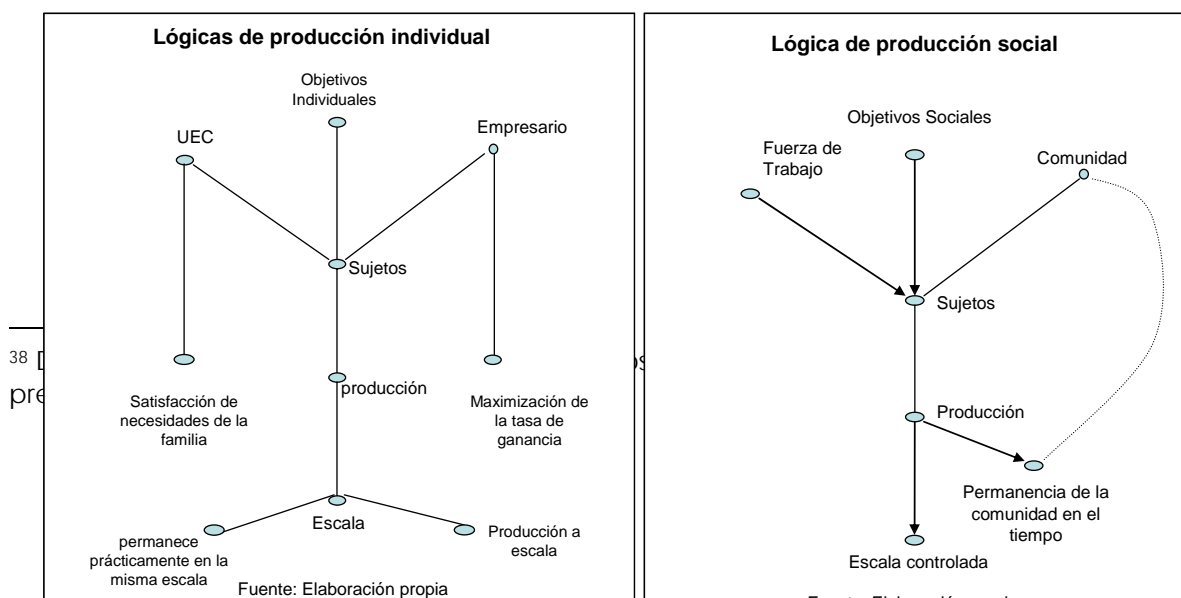 Lógicas de producción individual
Objetivos
Individuales
UEC
Empresario
Sujetos
producción
Satisfacción de
necesidades de la
familia
Maximización de
la tasa de
ganancia
Escala
permanece
prácticamente en la
misma escala
Producción a
escala
Fuente: Elaboración propia
Lógica de producción social
Objetivos Sociales
Fuerza de
Trabajo
Comunidad
Sujetos
Producción
Permanencia de la
comunidad en el
tiempo
Escala controlada
38